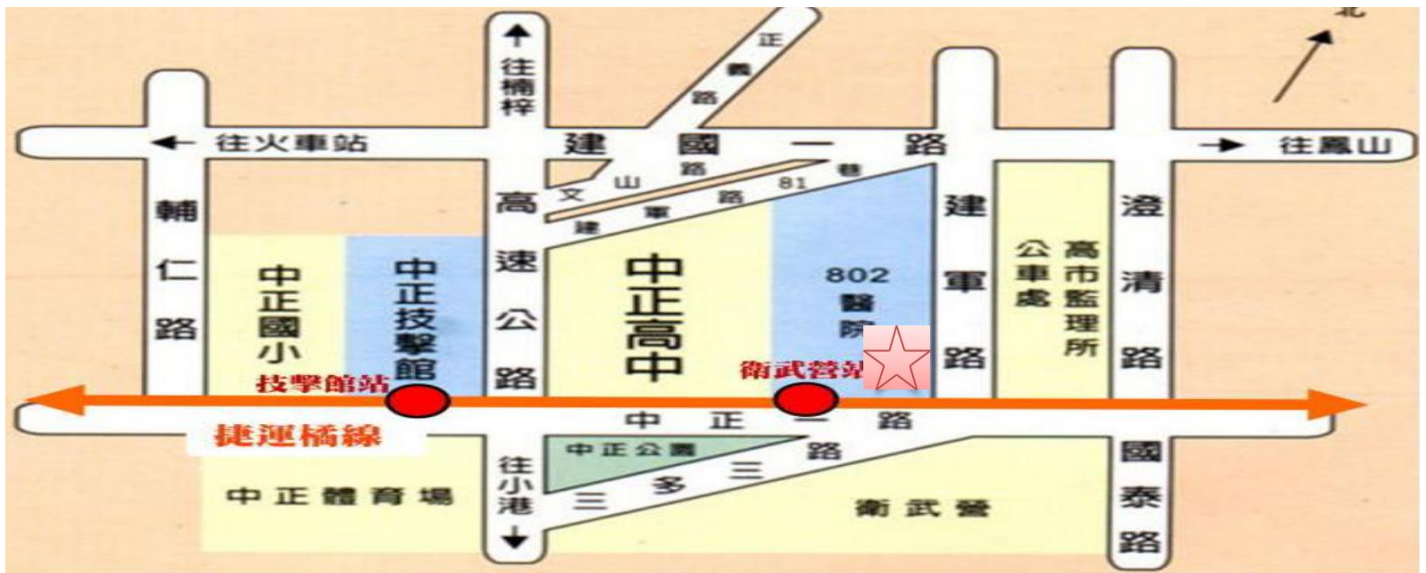 北
正義路
往楠梓
往火車站
建國一路
往鳳山
文山路
建軍路81巷
輔仁路
高速公路
建軍路
澄清路
中正國小
中正技擊館
中正高中
802
醫院
公車處
高市監理所
技擊館站
衛武營站
捷運橘線
中正一路
中正公園
三多三路
往小港
中正體育場
衛武營
國泰路